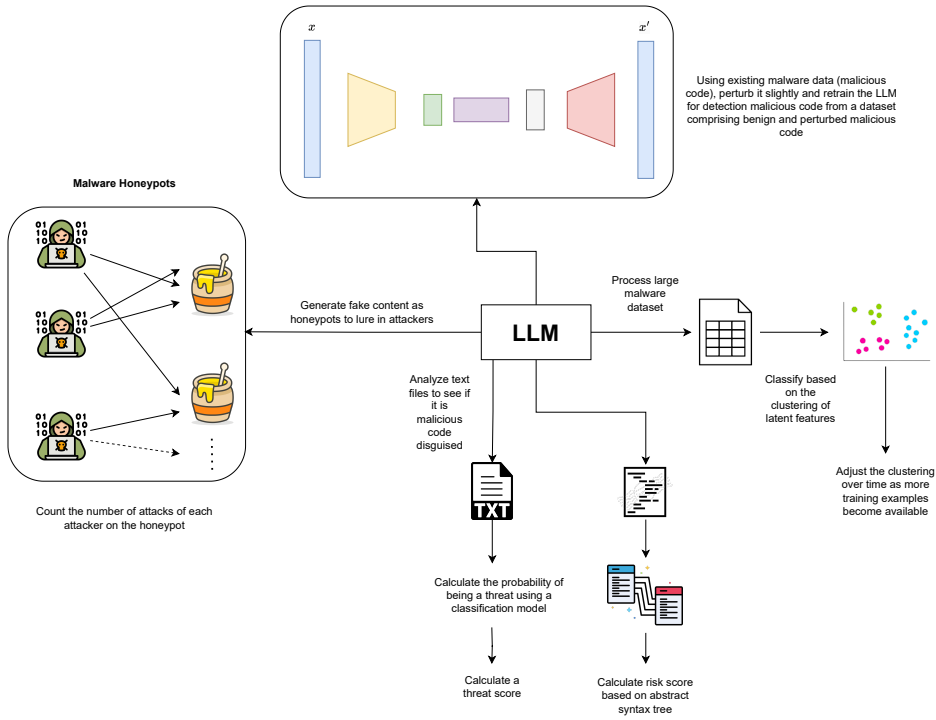 x
x′
Using existing malware data (malicious
code), perturb it slightly and retrain the LLM
for detection malicious code from a dataset
comprising benign and perturbed malicious
code
Malware Honeypots
01 01
10 10
01 01
01 01
10 10
01 01
01 01
10 10
01 01
Count the number of attacks of each
attacker on the honeypot
Generate fake content as
honeypots to lure in attackers
LLM
Process large
malware
dataset
Classify based
on the
clustering of
latent features
Adjust the clustering
over time as more
training examples
become available
Analyze text
files to see if
it is
malicious
code
disguised
TXT
Calculate the probability of
being a threat using a
classification model
Calculate a
threat score
Calculate risk score
based on abstract
syntax tree